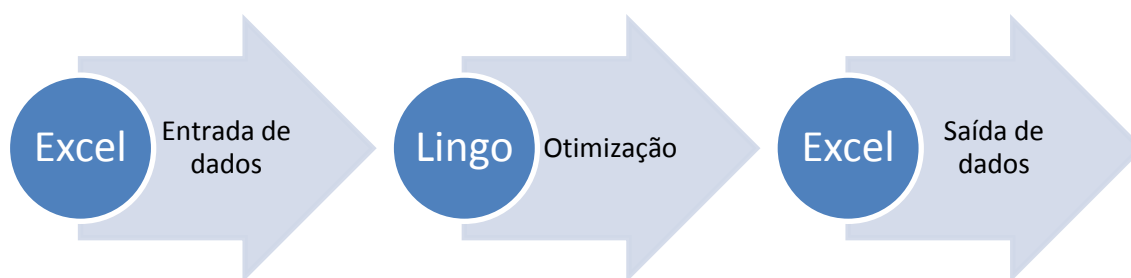 Excel
Entrada de
dados
Lingo
Otimização
Excel
Saída de
dados